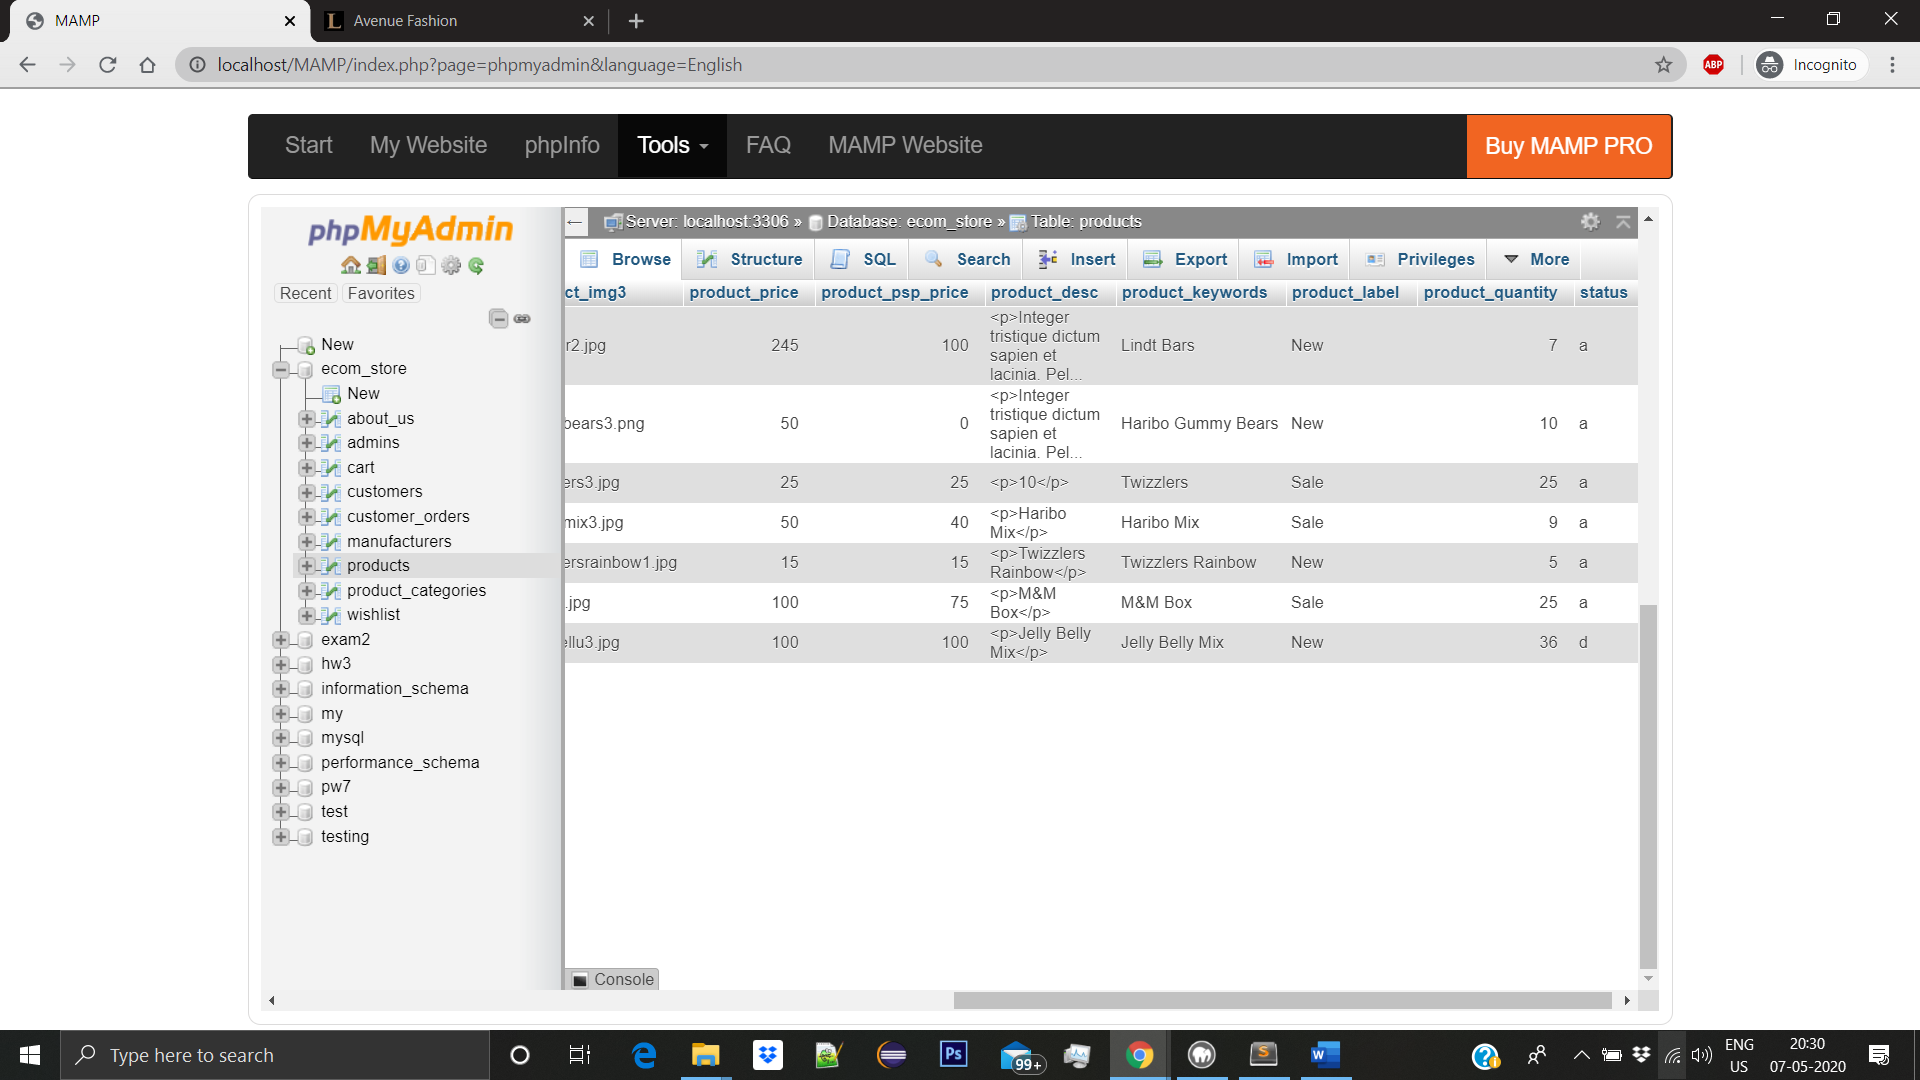 MAMP
Avenue Fashion
localhost/MAMP/index.php?page=phpmyadmin&language=English
ABP
Incognito
Start My Website phpInfo Tools FAQ MAMP Website
Buy MAMP PRO
phpMyAdmin
Recent Favorites
New
ecom_store
New
about_us
admins
cart
customers
customer_orders
manufacturers
products
product_categories
wishlist
exam2
hw3
information_schema
my
mysql
performance_schema
pw7
test
testing
Server: localhost:3306 » Database: ecom_store » Table: products
Browse Structure SQL Search Insert Export Import Privileges More
ct_img3 product_price product_psp_price product_desc product_keywords product_label product_quantity status
r2.jpg 245 100 <p>Integer tristique dictum sapien et lacinia. Pel... Lindt Bars New 7 a
bears3.png 50 0 <p>Integer tristique dictum sapien et lacinia. Pel... Haribo Gummy Bears New 10 a
ers3.jpg 25 25 <p>10</p> Twizzlers Sale 25 a
mix3.jpg 50 40 <p>Haribo Mix</p> Haribo Mix Sale 9 a
ersrainbow1.jpg 15 15 <p>Twizzlers Rainbow</p> Twizzlers Rainbow New 5 a
.jpg 100 75 <p>M&M Box</p> M&M Box Sale 25 a
ellu3.jpg 100 100 <p>Jelly Belly Mix</p> Jelly Belly Mix New 36 d
Console
Type here to search
Ps
99+
ENG
US
20:30
07-05-2020